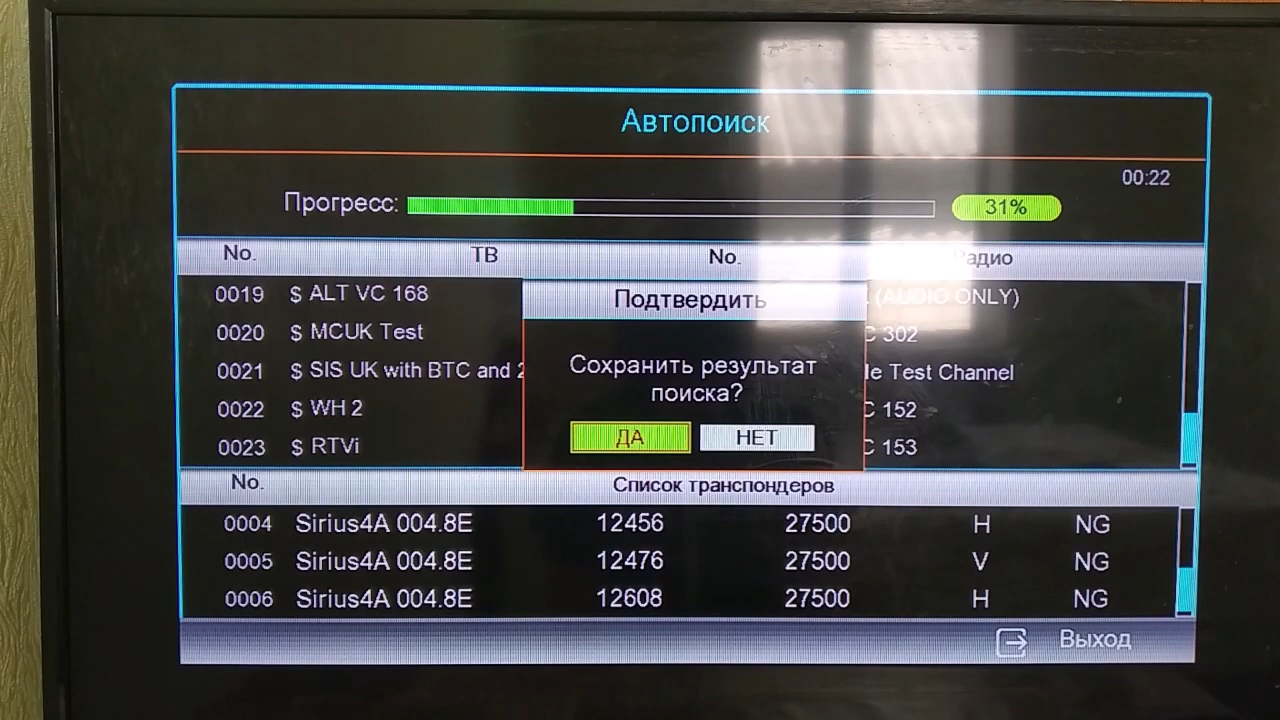 Автопоиск
00:22
Прогресс: 31%
No. ТВ No. Радио
0019 $ ALT VC 168 (AUDIO ONLY)
0020 $ MCUK Test 302
0021 $ SIS UK with BTC and Test Channel
0022 $ WH 2 152
0023 $ RTVi 153
Подтвердить
Сохранить результат
поиска?
ДА НЕТ
No. Список транспондеров
0004 Sirius4A 004.8E 12456 27500 H NG
0005 Sirius4A 004.8E 12476 27500 V NG
0006 Sirius4A 004.8E 12608 27500 H NG
Выход